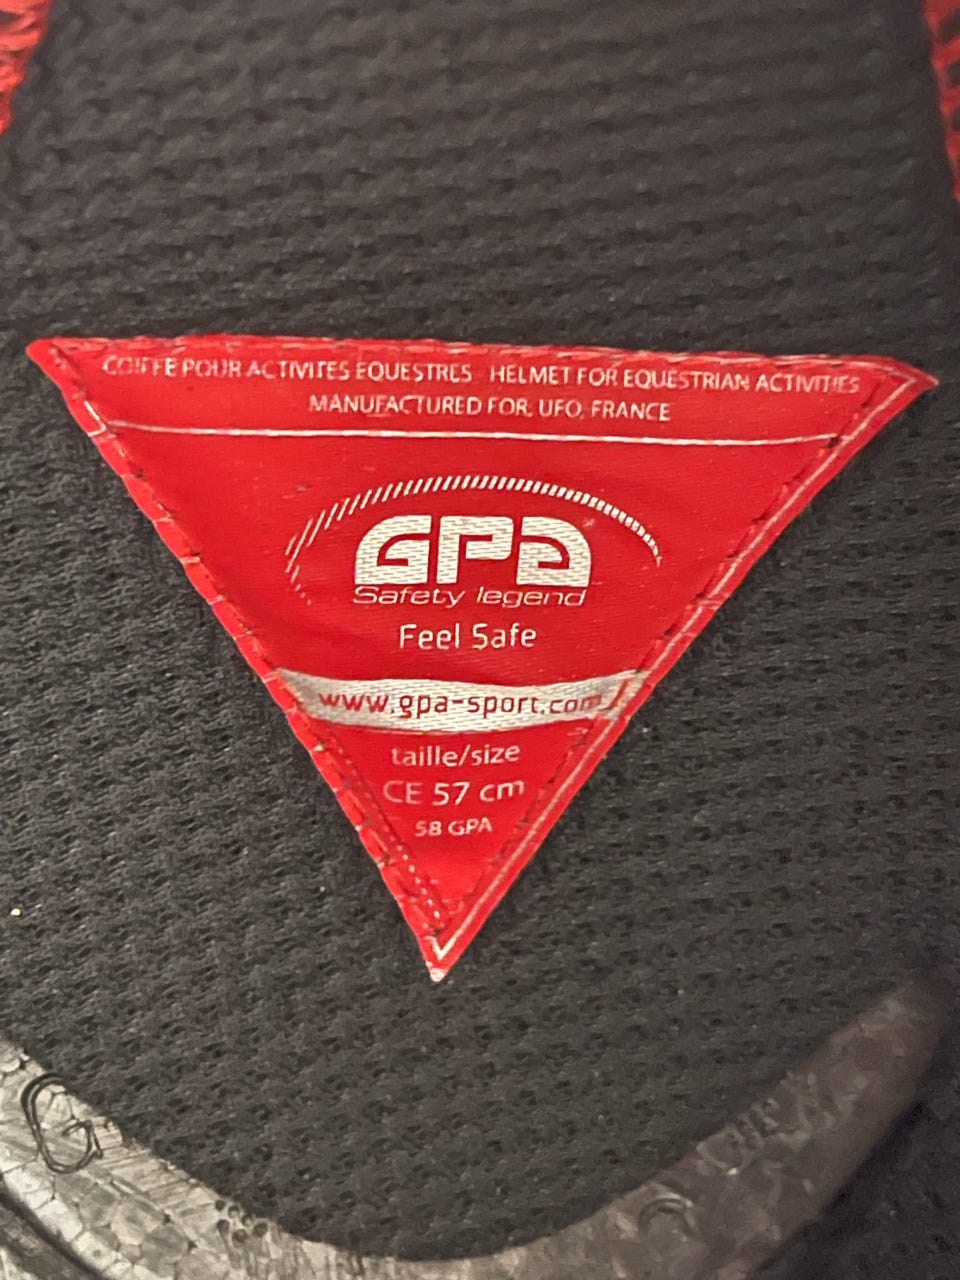 COIFFE POUR ACTIVITES EQUESTRES HELMET FOR EQUESTRIAN ACTIVITIES
MANUFACTURED FOR: UFO, FRANCE
GPA
Safety legend
Feel Safe
www.gpa-sport.com
taille/size
CE 57 cm
58 GPA
G